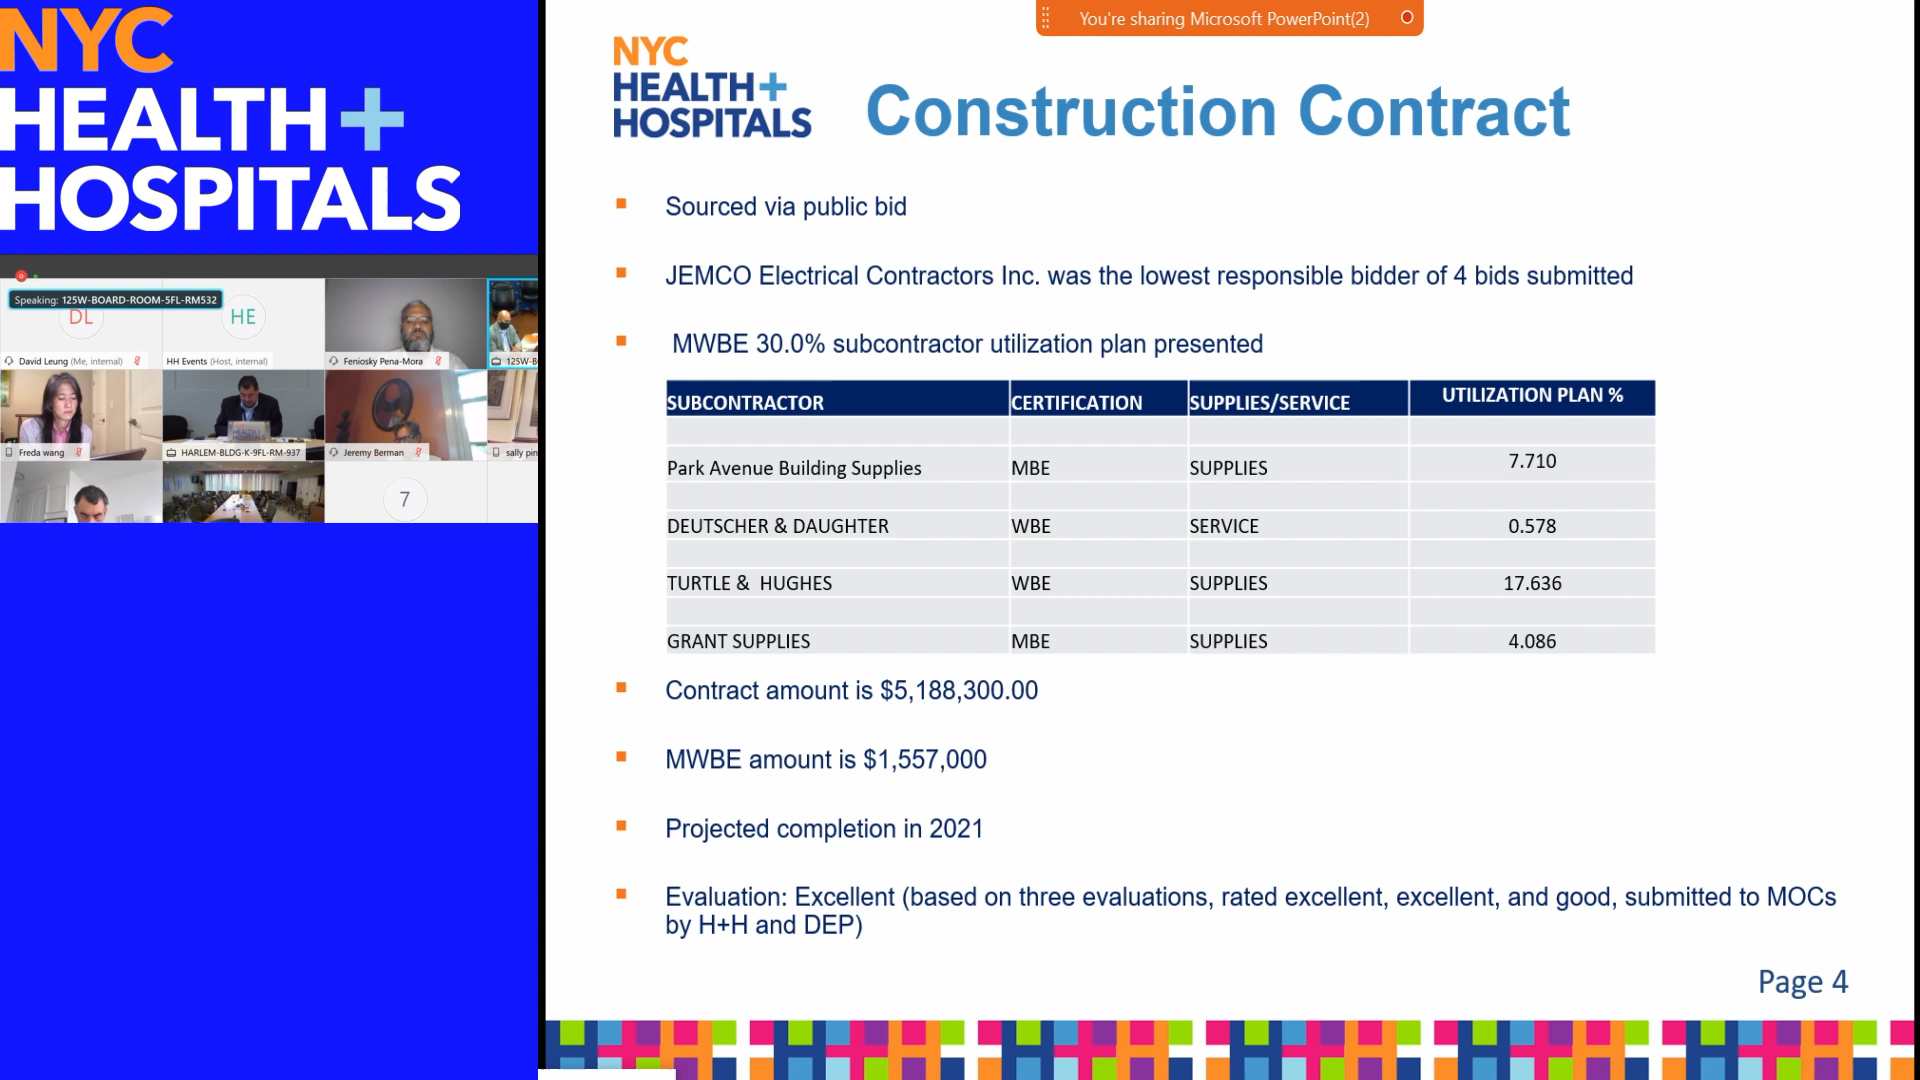 NYC
HEALTH+
HOSPITALS
Speaking: 125W-BOARD-ROOM-5FL-RM532
DL
HE
David Leung (Me, internal)
HH Events (Host, internal)
Feniosky Pena-Mora
125W-B
Freda wang
HARLEM-BLDG-K-9FL-RM-937
Jeremy Berman
sally pin
7
You're sharing Microsoft PowerPoint(2)
NYC
HEALTH+
HOSPITALS
Construction Contract
Sourced via public bid
JEMCO Electrical Contractors Inc. was the lowest responsible bidder of 4 bids submitted
MWBE 30.0% subcontractor utilization plan presented
SUBCONTRACTOR CERTIFICATION SUPPLIES/SERVICE UTILIZATION PLAN %
Park Avenue Building Supplies MBE SUPPLIES 7.710
DEUTSCHER & DAUGHTER WBE SERVICE 0.578
TURTLE & HUGHES WBE SUPPLIES 17.636
GRANT SUPPLIES MBE SUPPLIES 4.086
Contract amount is $5,188,300.00
MWBE amount is $1,557,000
Projected completion in 2021
Evaluation: Excellent (based on three evaluations, rated excellent, excellent, and good, submitted to MOCs
by H+H and DEP)
Page 4